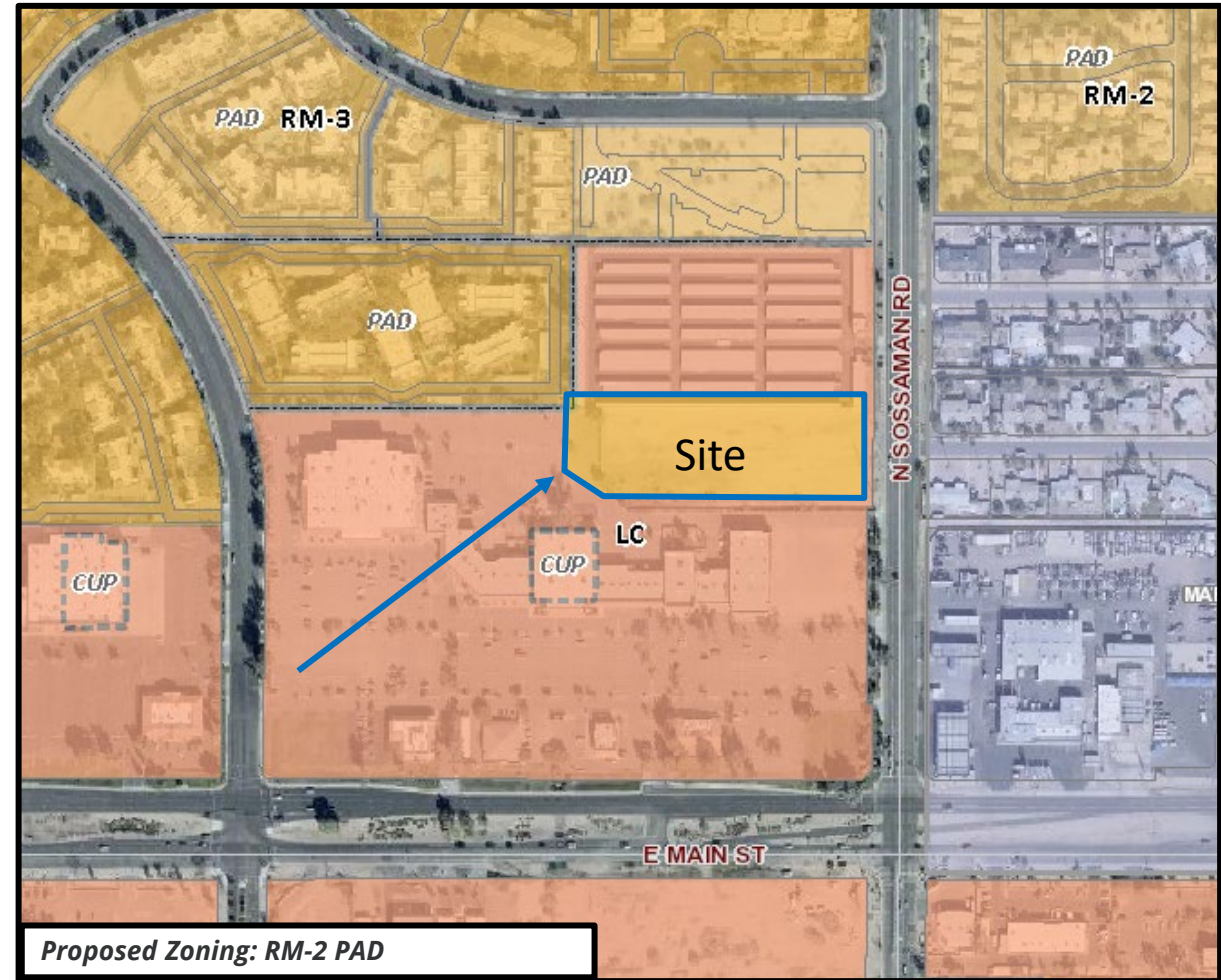 PAD
RM-2
PAD RM-3
PAD
PAD
N SOSSAMAN RD
Site
LC
CUP
CUP
MA
E MAIN ST
Proposed Zoning: RM-2 PAD